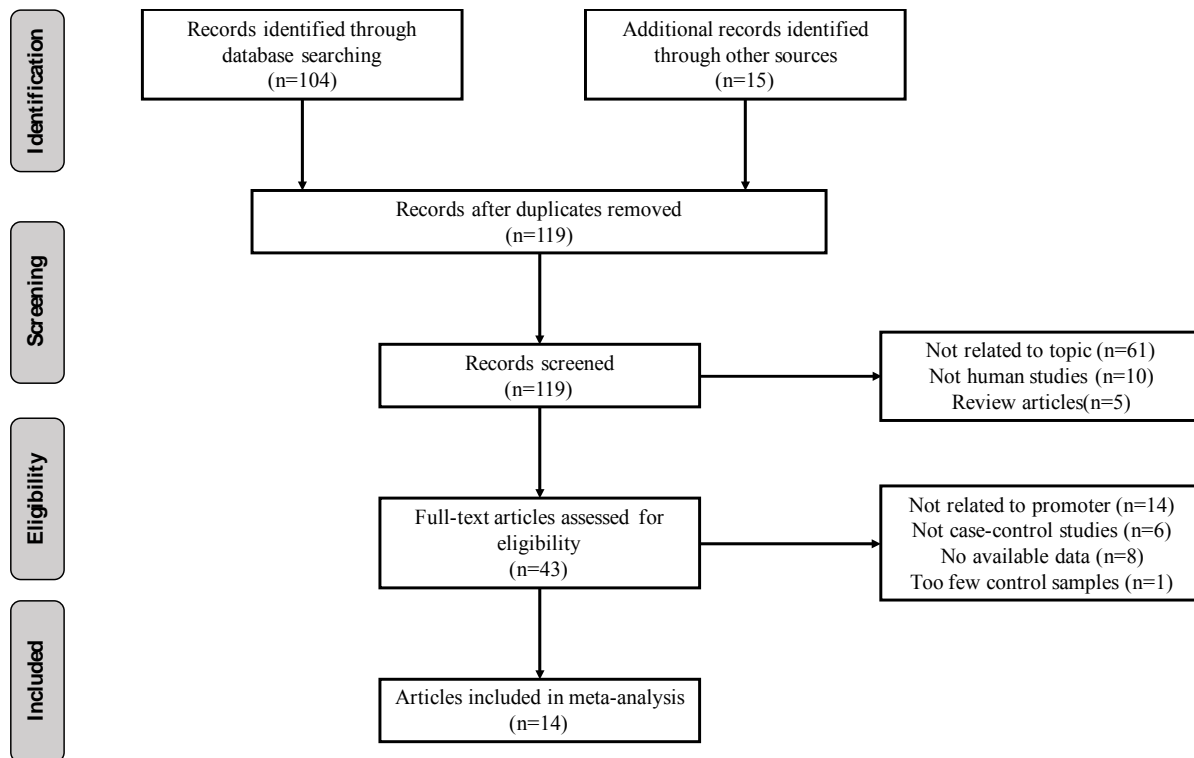 Identification
Records identified through
database searching
(n=104)
Additional records identified
through other sources
(n=15)
Records after duplicates removed
(n=119)
Screening
Records screened
(n=119)
Not related to topic (n=61)
Not human studies (n=10)
Review articles(n=5)
Eligibility
Full-text articles assessed for
eligibility
(n=43)
Not related to promoter (n=14)
Not case-control studies (n=6)
No available data (n=8)
Too few control samples (n=1)
Included
Articles included in meta-analysis
(n=14)